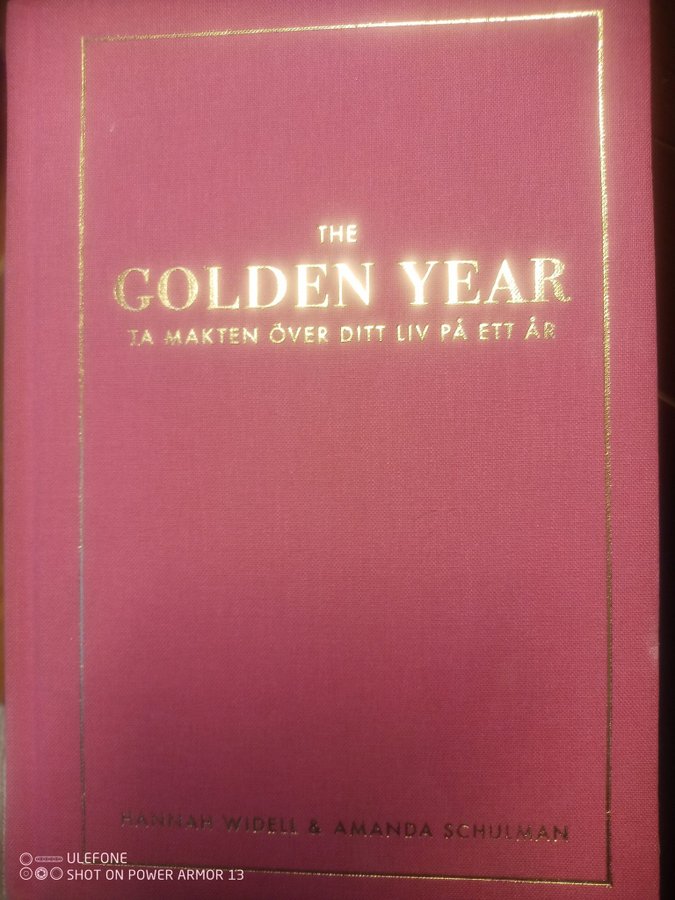 THE
GOLDEN YEAR
TA MAKTEN ÖVER DITT LIV PÅ ETT ÅR
HANNAH WIDELL & AMANDA SCHULMAN
ULEFONE
SHOT ON POWER ARMOR 13